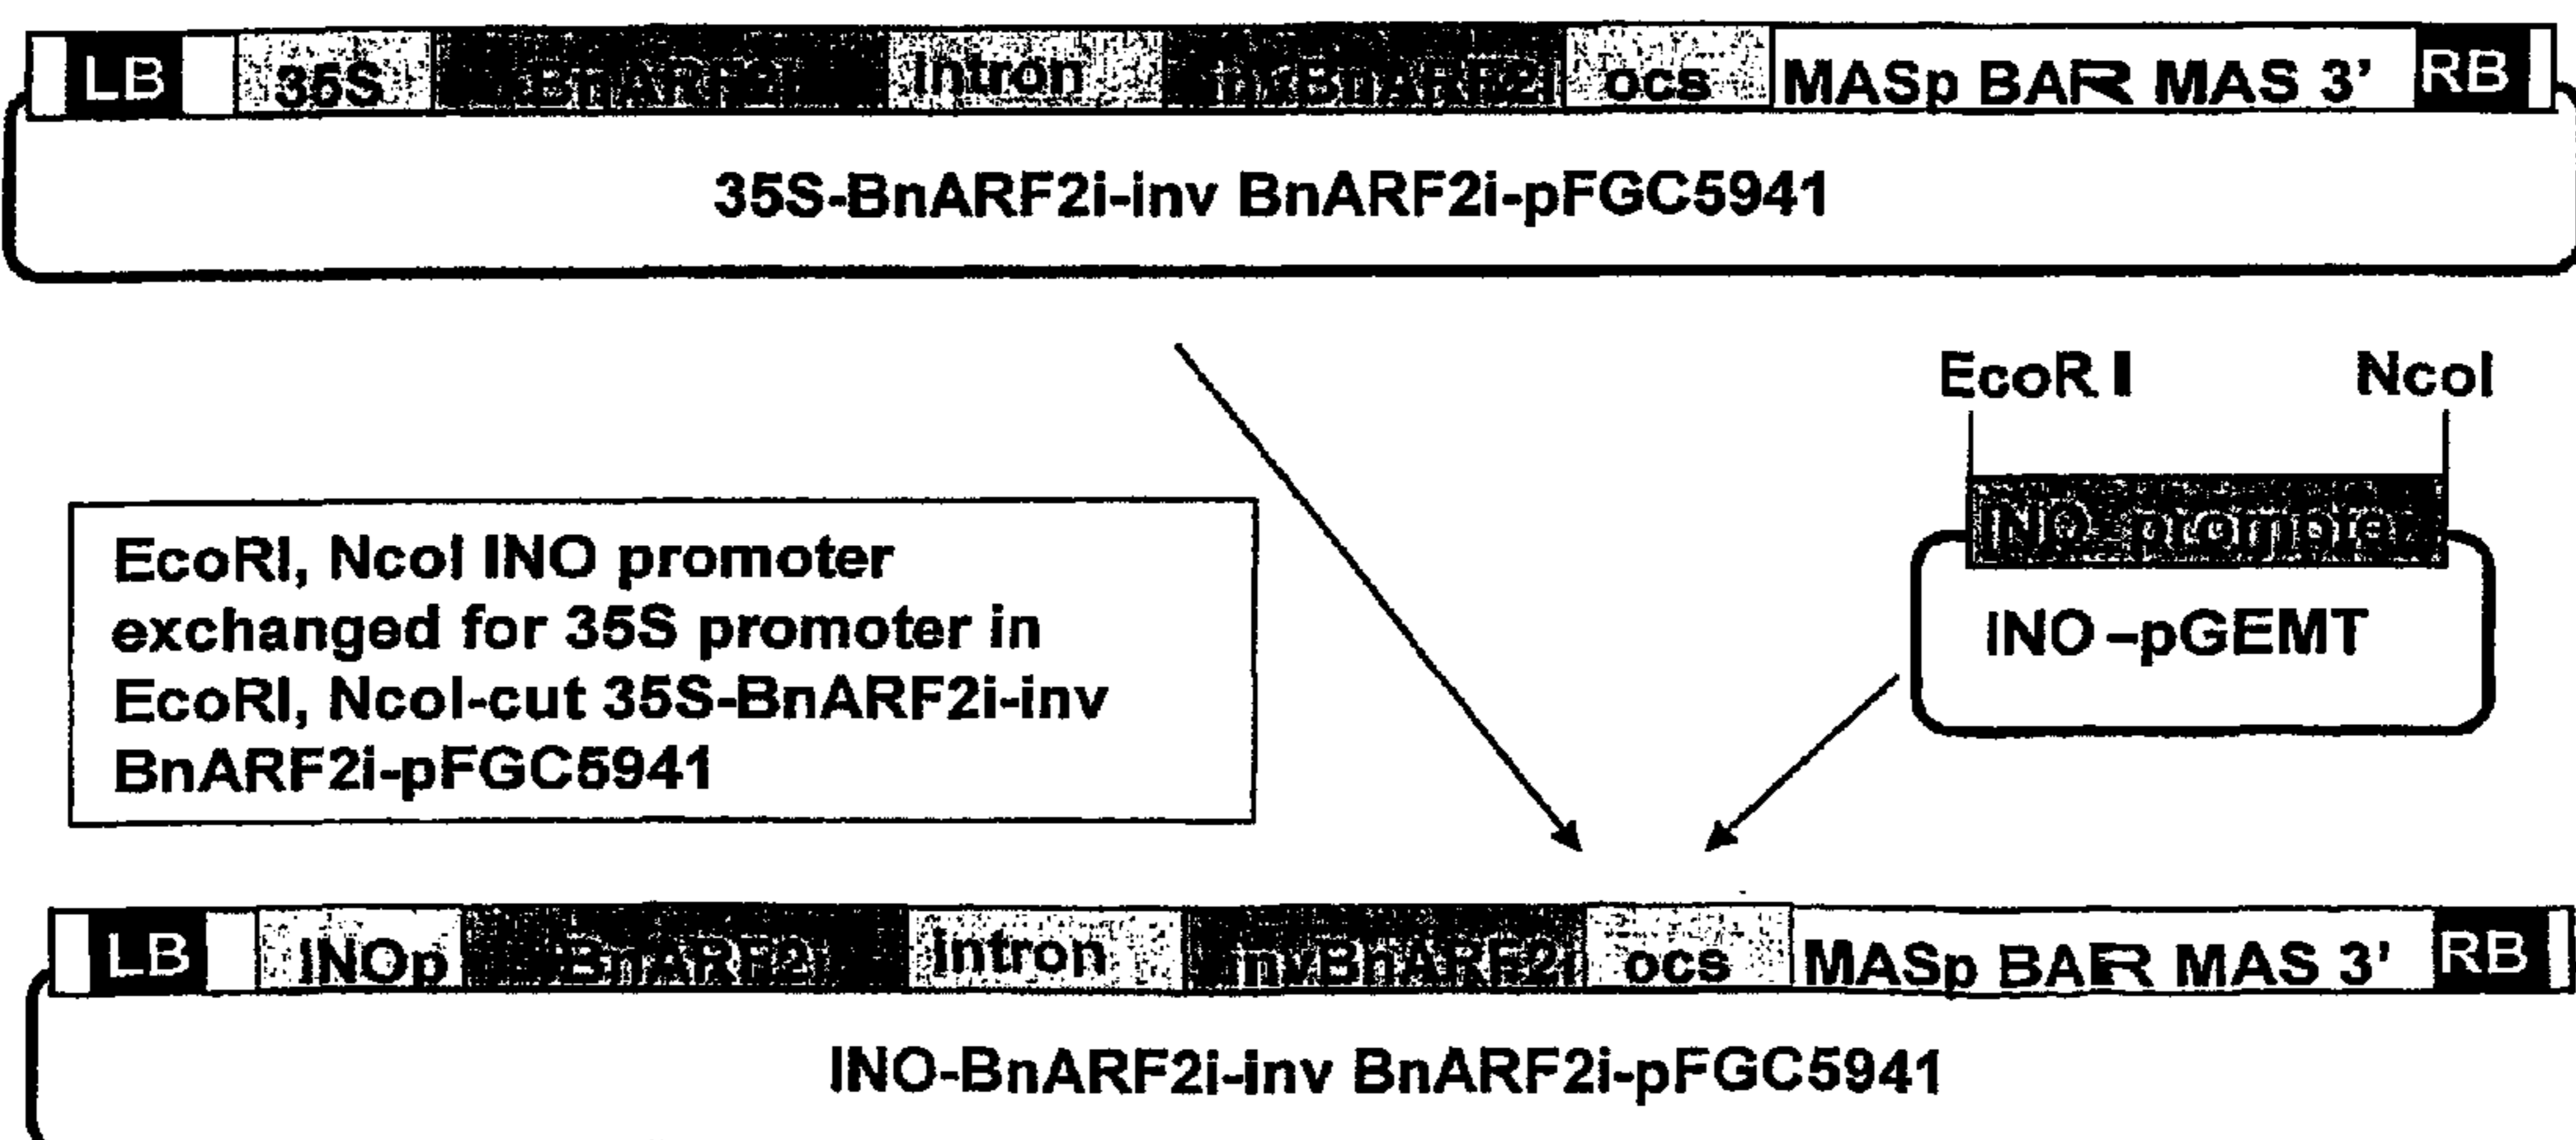 LB 35S BnARF2i Intron invBnARF2i ocs MASp BAR MAS 3' RB
35S-BnARF2i-inv BnARF2i-pFGC5941
EcoR I NcoI
INO promoter
INO–pGEMT
EcoRI, NcoI INO promoter
exchanged for 35S promoter in
EcoRI, NcoI-cut 35S-BnARF2i-inv
BnARF2i-pFGC5941
LB INOp BnARF2i Intron invBnARF2i ocs MASp BAR MAS 3' RB
INO-BnARF2i-inv BnARF2i-pFGC5941